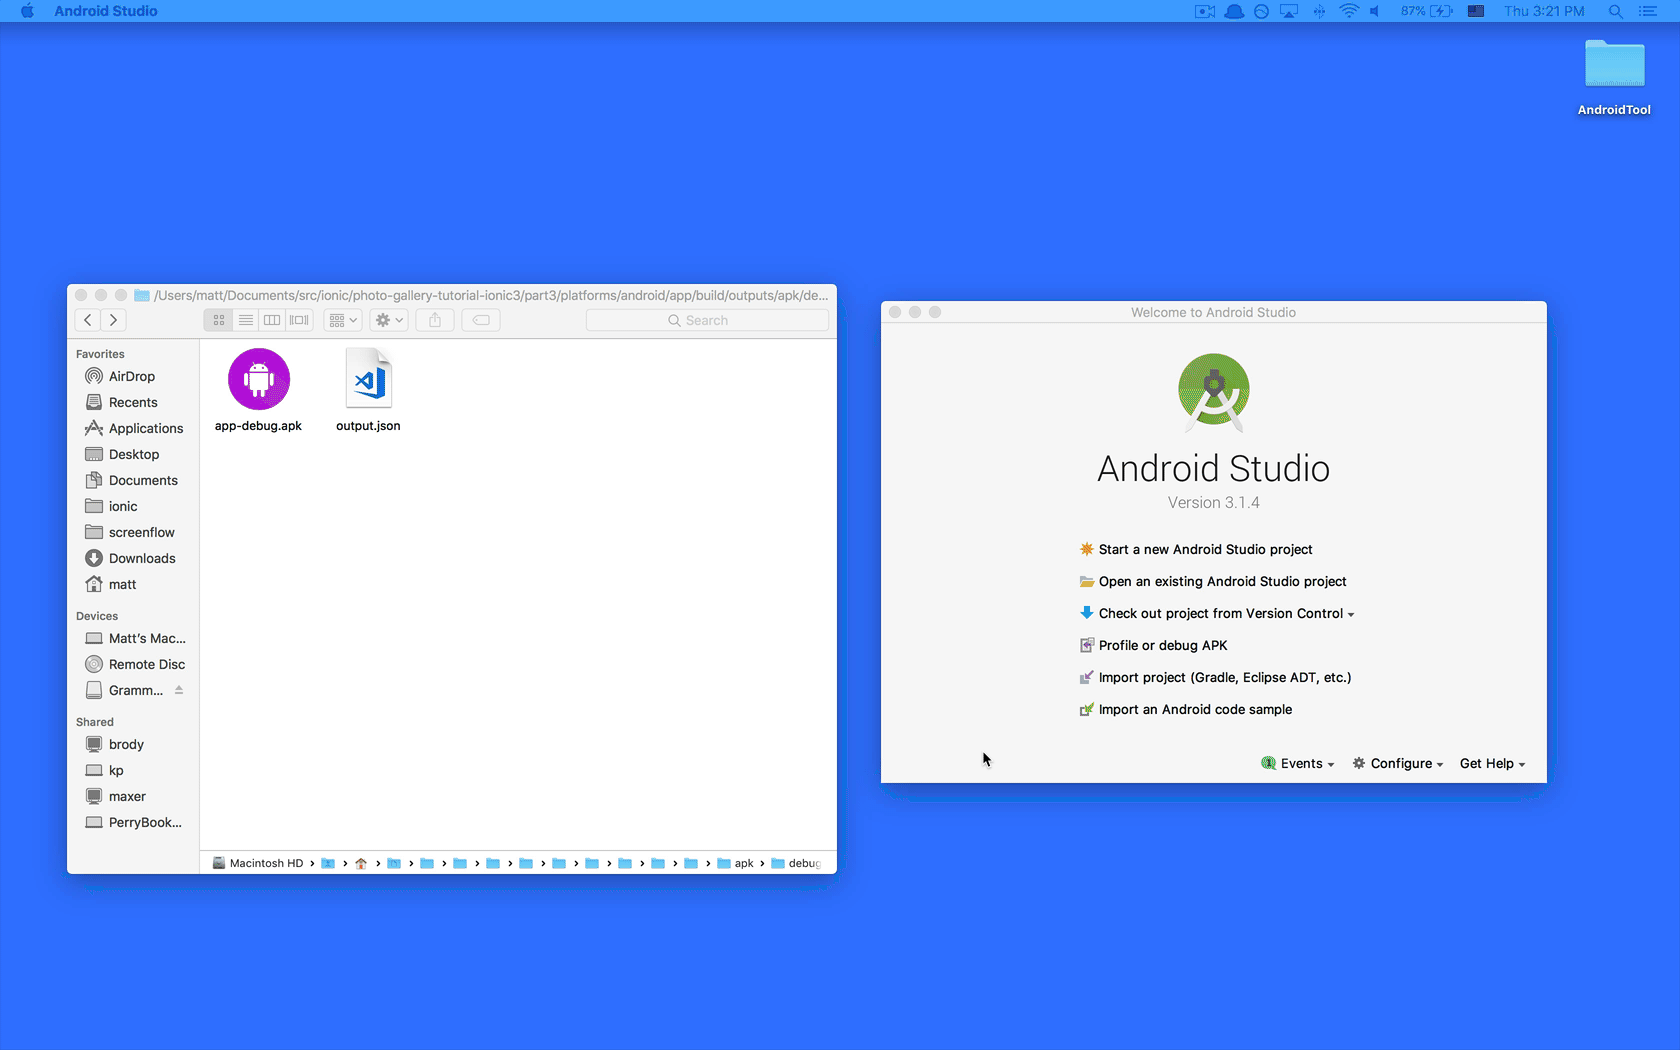 Android Studio
87%
Thu 3:21 PM
AndroidTool
/Users/matt/Documents/src/ionic/photo-gallery-tutorial-ionic3/part3/platforms/android/app/build/outputs/apk/de...
Search
Favorites
AirDrop
Recents
Applications
Desktop
Documents
ionic
screenflow
Downloads
matt
Devices
Matt's Mac...
Remote Disc
Gramm...
Shared
brody
kp
maxer
PerryBook...
app-debug.apk
output.json
Macintosh HD
apk
debug
Welcome to Android Studio
Android Studio
Version 3.1.4
Start a new Android Studio project
Open an existing Android Studio project
Check out project from Version Control
Profile or debug APK
Import project (Gradle, Eclipse ADT, etc.)
Import an Android code sample
1
Events
Configure
Get Help